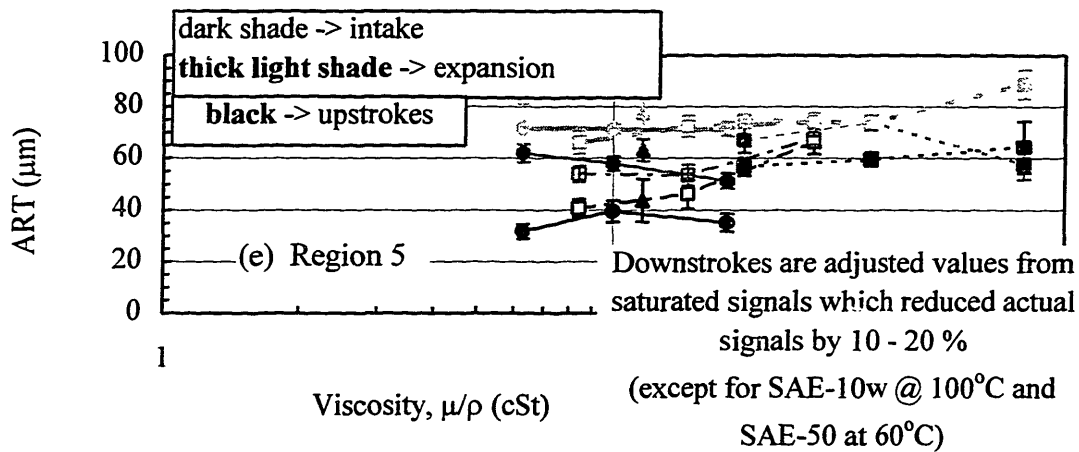 dark shade -> intake
thick light shade -> expansion
black -> upstrokes
100
80
60
40
20
0
ART (µm)
(e) Region 5
Downstrokes are adjusted values from
saturated signals which reduced actual
signals by 10 - 20 %
(except for SAE-10w @ 100°C and
SAE-50 at 60°C)
1
Viscosity, µ/ρ (cSt)